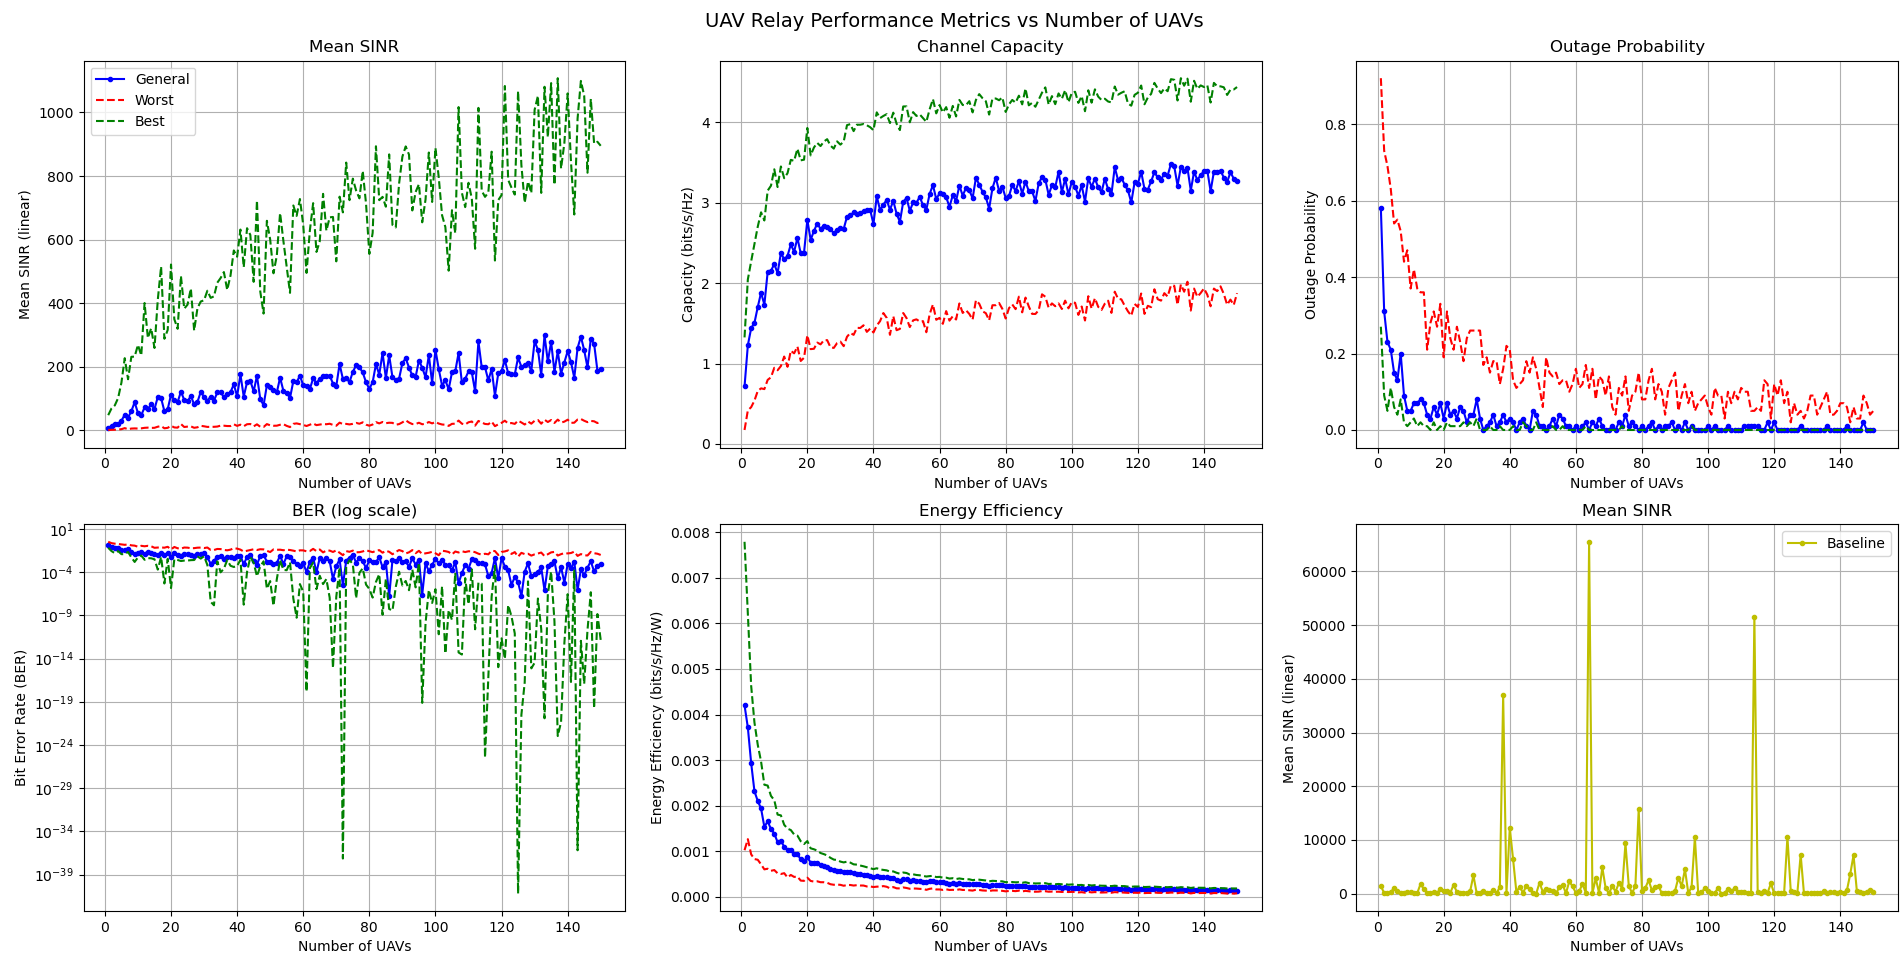 UAV Relay Performance Metrics vs Number of UAVs
Mean SINR
Mean SINR (linear)
1000
800
600
400
200
0
General
Worst
Best
0 20 40 60 80 100 120 140
Number of UAVs
Channel Capacity
Capacity (bits/s/Hz)
4
3
2
1
0
0 20 40 60 80 100 120 140
Number of UAVs
Outage Probability
Outage Probability
0.8
0.6
0.4
0.2
0.0
0 20 40 60 80 100 120 140
Number of UAVs
BER (log scale)
Bit Error Rate (BER)
10^1
10^−4
10^−9
10^−14
10^−19
10^−24
10^−29
10^−34
10^−39
0 20 40 60 80 100 120 140
Number of UAVs
Energy Efficiency
Energy Efficiency (bits/s/Hz/W)
0.008
0.007
0.006
0.005
0.004
0.003
0.002
0.001
0.000
0 20 40 60 80 100 120 140
Number of UAVs
Mean SINR
Mean SINR (linear)
60000
50000
40000
30000
20000
10000
0
Baseline
0 20 40 60 80 100 120 140
Number of UAVs